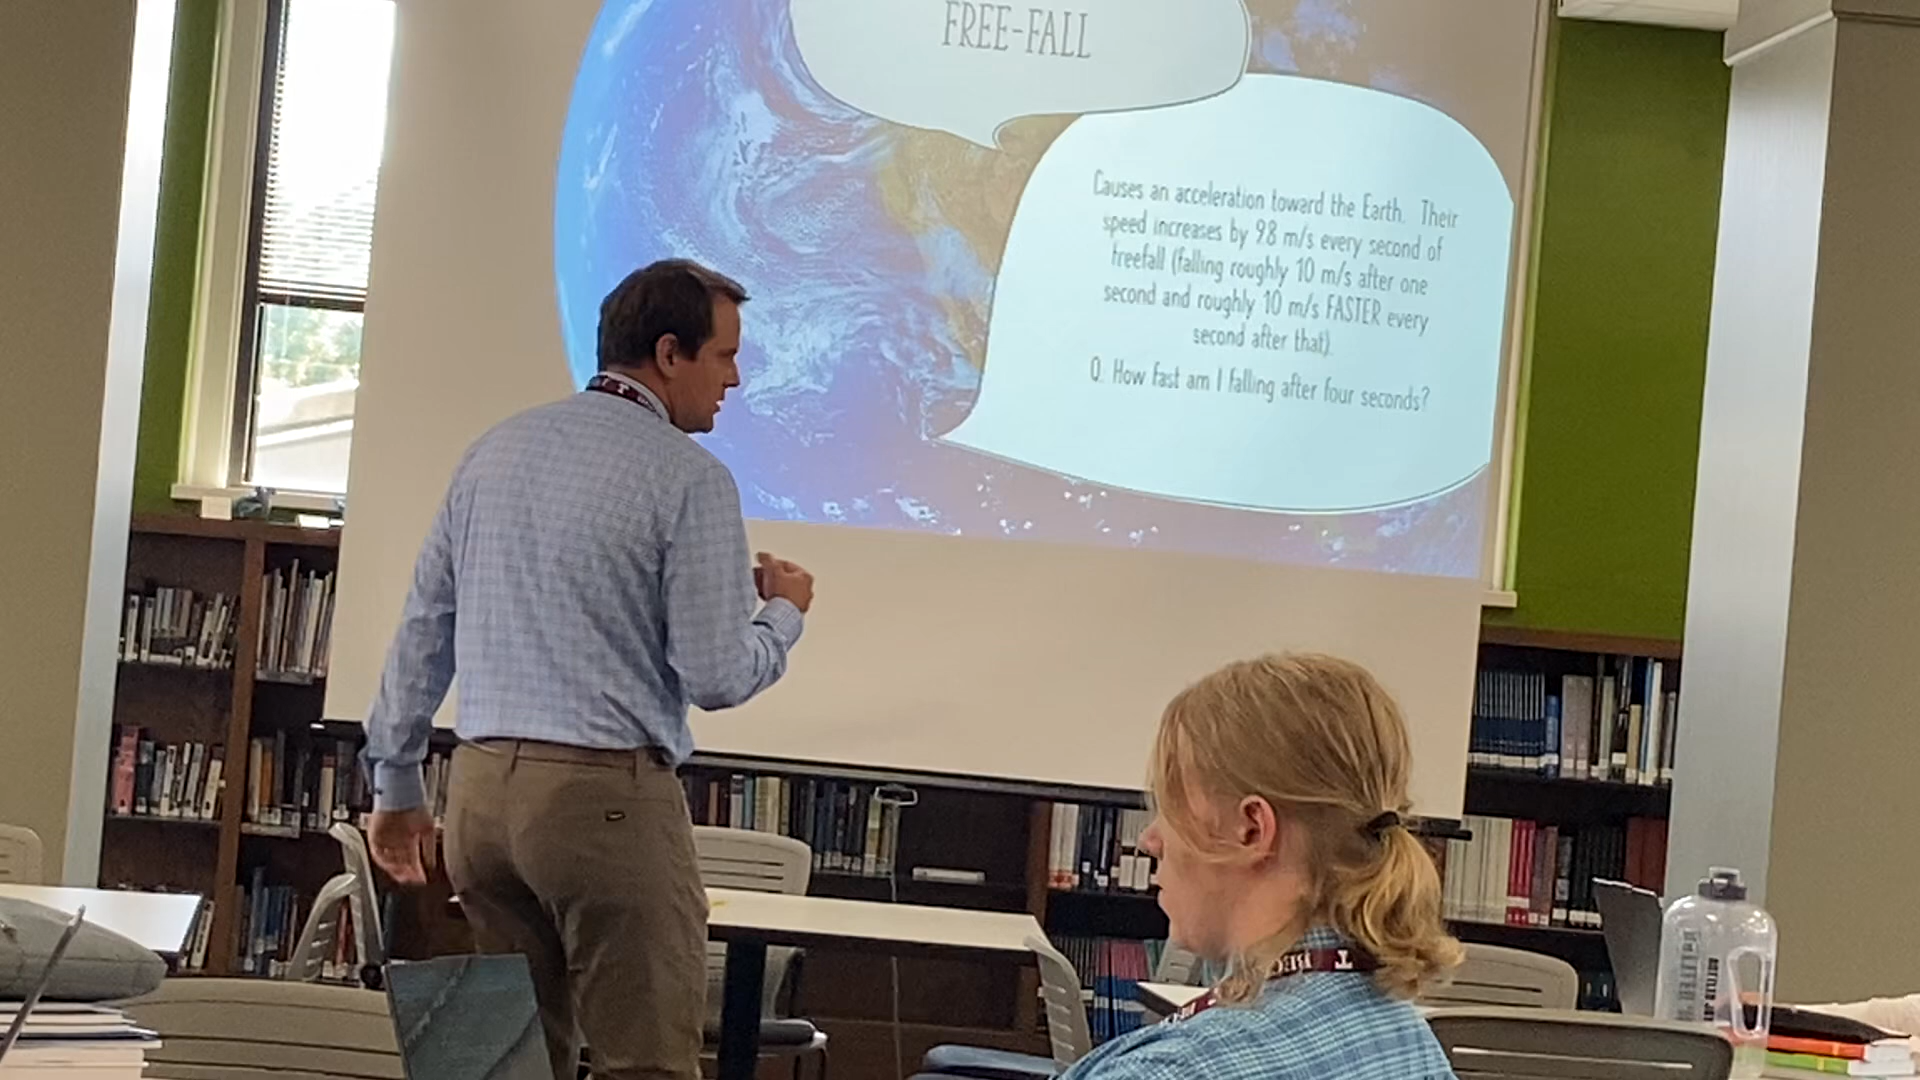 FREE-FALL
Causes an acceleration toward the Earth. Their
speed increases by 9.8 m/s every second of
freefall (falling roughly 10 m/s after one
second and roughly 10 m/s FASTER every
second after that).
Q. How fast am I falling after four seconds?